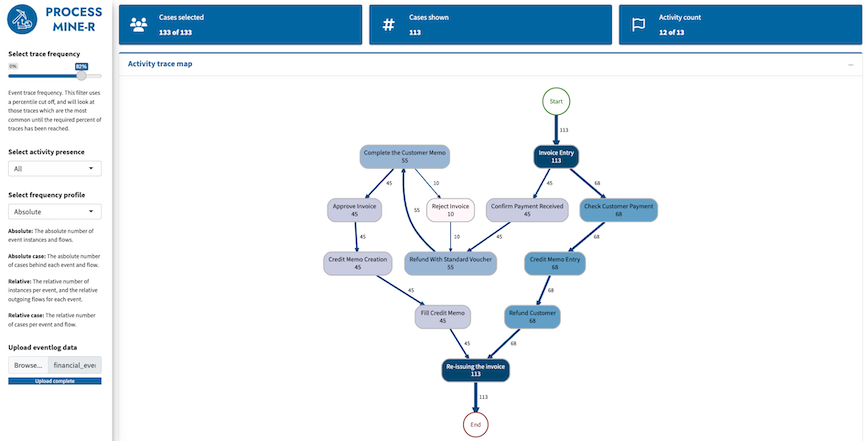 PROCESS
MINE-R
Select trace frequency
0%
82%
Event trace frequency. This filter uses
a percentile cut off, and will look at
those traces which are the most
common until the required percent of
traces has been reached.
Select activity presence
All
Select frequency profile
Absolute
Absolute: The absolute number of
event instances and flows.
Absolute case: The asbolute number
of cases behind each event and flow.
Relative: The relative number of
instances per event, and the relative
outgoing flows for each event.
Relative case: The relative number
of cases per event and flow.
Upload eventlog data
Browse...
financial_eve
Upload complete
Cases selected
133 of 133
Cases shown
113
Activity count
12 of 13
Activity trace map
Start
113
Complete the Customer Memo
55
Invoice Entry
113
45
10
45
68
Approve Invoice
45
Reject Invoice
10
Confirm Payment Received
45
Check Customer Payment
68
55
45
10
45
68
Credit Memo Creation
45
Refund With Standard Voucher
55
Credit Memo Entry
68
45
68
Fill Credit Memo
45
Refund Customer
68
45
68
Re-issuing the invoice
113
113
End